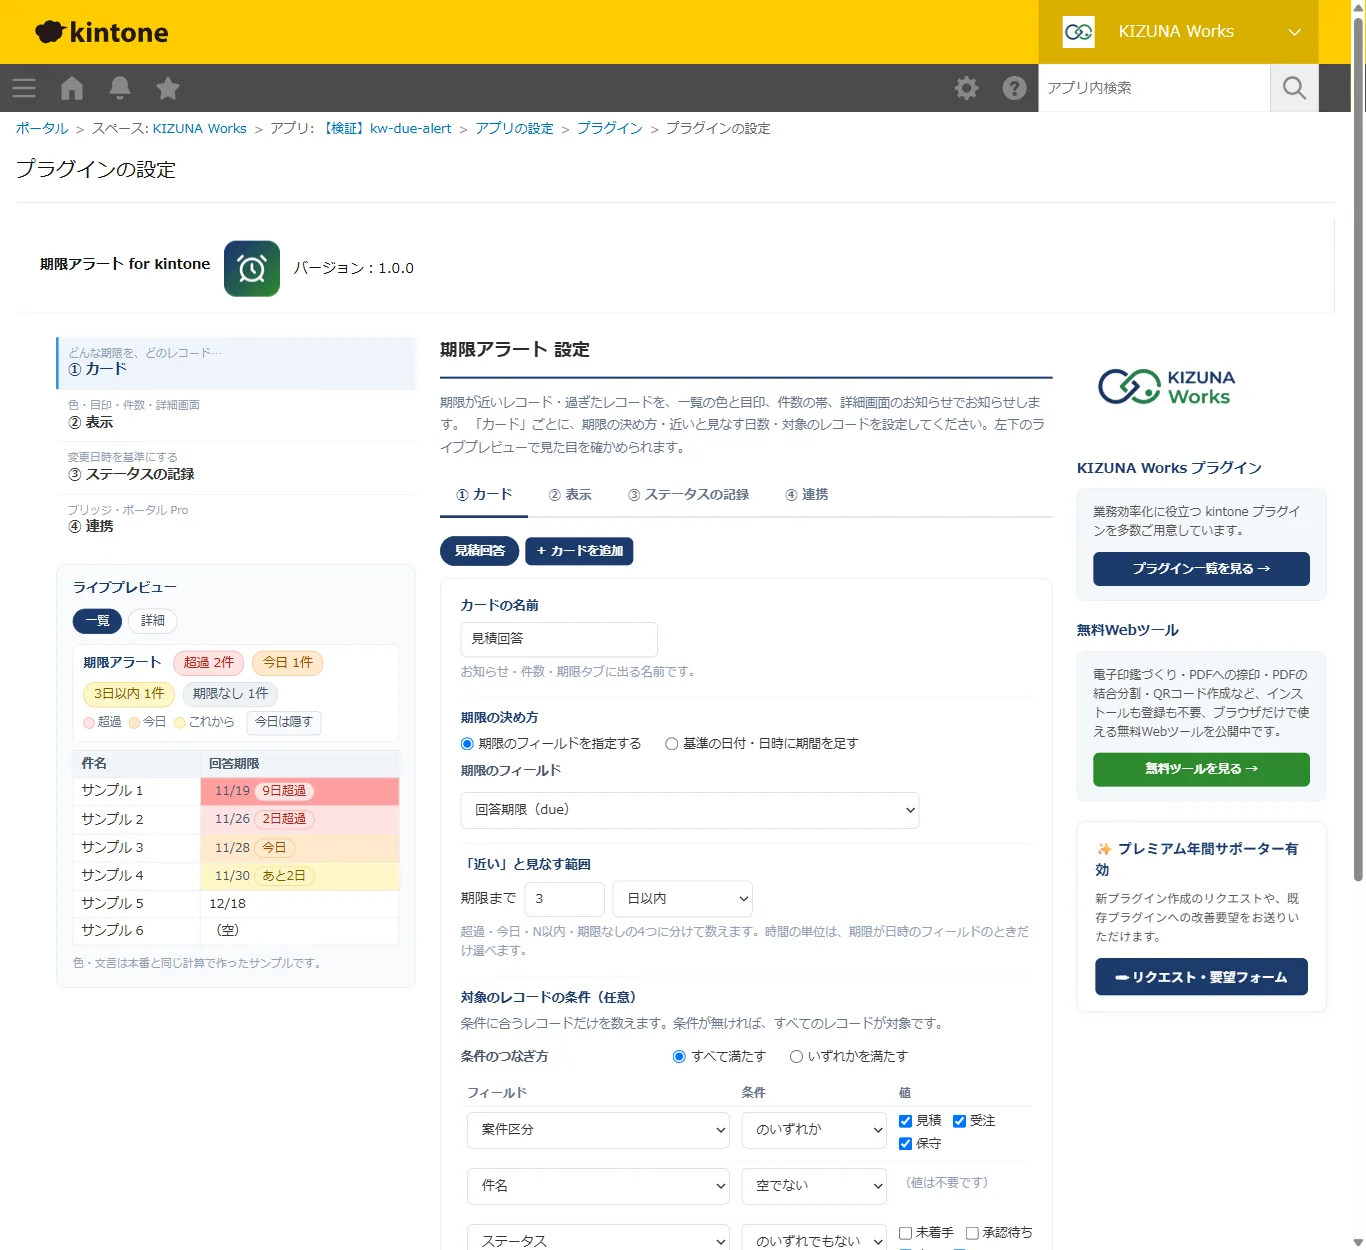 kintone
KIZUNA Works
アプリ内検索
ポータル > スペース: KIZUNA Works > アプリ: 【検証】kw-due-alert > アプリの設定 > プラグイン > プラグインの設定
プラグインの設定
期限アラート for kintone
バージョン：1.0.0
どんな期限を、どのレコード…
① カード
色・目印・件数・詳細画面
② 表示
変更日時を基準にする
③ ステータスの記録
ブリッジ・ポータル Pro
④ 連携
ライブプレビュー
一覧 詳細
期限アラート 超過 2件 今日 1件
3日以内 1件 期限なし 1件
超過 今日 これから 今日は隠す
件名 回答期限
サンプル 1 11/19 9日超過
サンプル 2 11/26 2日超過
サンプル 3 11/28 今日
サンプル 4 11/30 あと2日
サンプル 5 12/18
サンプル 6 （空）
色・文言は本番と同じ計算で作ったサンプルです。
期限アラート 設定
期限が近いレコード・過ぎたレコードを、一覧の色と目印、件数の帯、詳細画面のお知らせでお知らせしま
す。「カード」ごとに、期限の決め方・近いと見なす日数・対象のレコードを設定してください。左下のラ
イブプレビューで見た目を確かめられます。
① カード ② 表示 ③ ステータスの記録 ④ 連携
見積回答 + カードを追加
カードの名前
見積回答
お知らせ・件数・期限タブに出る名前です。
期限の決め方
期限のフィールドを指定する 基準の日付・日時に期間を足す
期限のフィールド
回答期限（due）
「近い」と見なす範囲
期限まで 3 日以内
超過・今日・N以内・期限なしの4つに分けて数えます。時間の単位は、期限が日時のフィールドのときだ
け選べます。
対象のレコードの条件（任意）
条件に合うレコードだけを数えます。条件が無ければ、すべてのレコードが対象です。
条件のつなぎ方 すべて満たす いずれかを満たす
フィールド 条件 値
案件区分 のいずれか 見積 受注
保守
件名 空でない （値は不要です）
ステータス のいずれでもない 未着手 承認待ち
KIZUNA
Works
KIZUNA Works プラグイン
業務効率化に役立つ kintone プラグイ
ンを多数ご用意しています。
プラグイン一覧を見る →
無料Webツール
電子印鑑づくり・PDFへの捺印・PDFの
結合分割・QRコード作成など、インス
トールも登録も不要、ブラウザだけで使
える無料Webツールを公開中です。
無料ツールを見る →
プレミアム年間サポーター有
効
新プラグイン作成のリクエストや、既
存プラグインへの改善要望をお送りい
ただけます。
リクエスト・要望フォーム